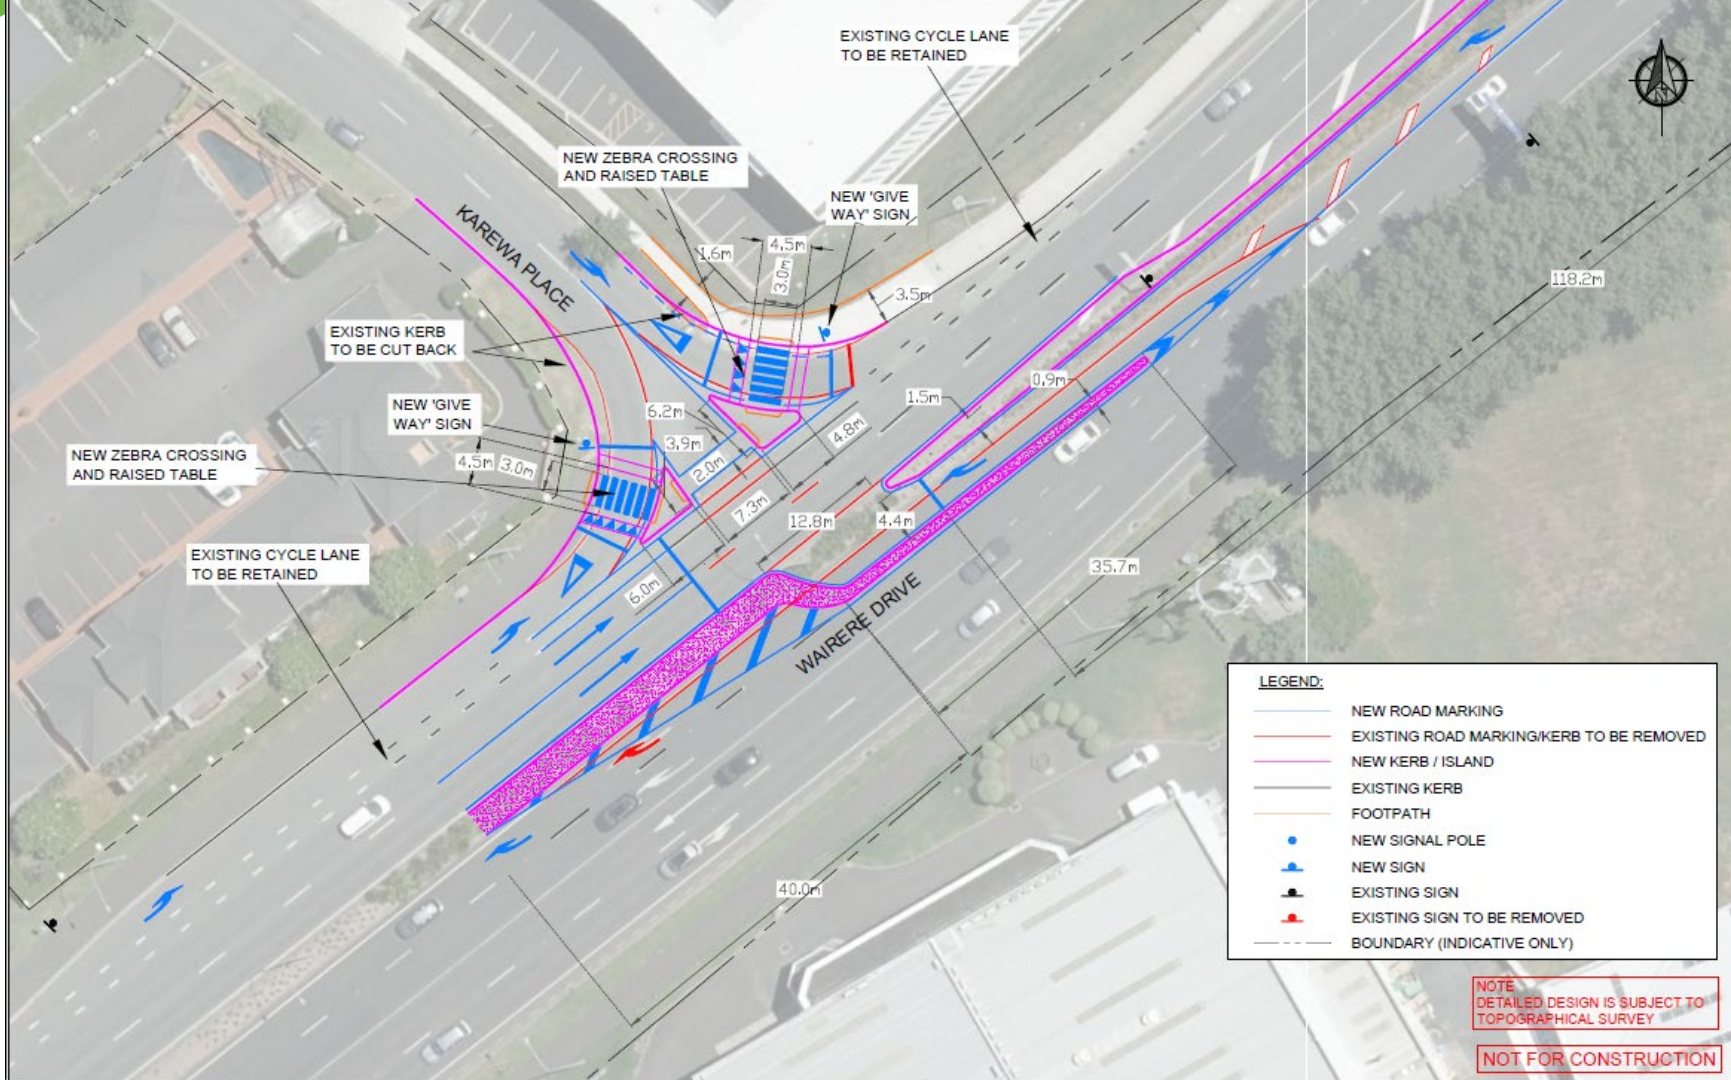 EXISTING CYCLE LANE
TO BE RETAINED
NEW ZEBRA CROSSING
AND RAISED TABLE
NEW 'GIVE
WAY' SIGN
KAREWA PLACE
1.6m
4.5m
3.0m
3.5m
118.2m
EXISTING KERB
TO BE CUT BACK
NEW 'GIVE
WAY' SIGN
NEW ZEBRA CROSSING
AND RAISED TABLE
4.5m
3.0m
6.2m
3.9m
2.0m
4.8m
1.5m
0.9m
7.3m
12.8m
4.4m
35.7m
6.0m
EXISTING CYCLE LANE
TO BE RETAINED
WAIRERE DRIVE
40.0m
LEGEND:
NEW ROAD MARKING
EXISTING ROAD MARKING/KERB TO BE REMOVED
NEW KERB / ISLAND
EXISTING KERB
FOOTPATH
NEW SIGNAL POLE
NEW SIGN
EXISTING SIGN
EXISTING SIGN TO BE REMOVED
BOUNDARY (INDICATIVE ONLY)
NOTE
DETAILED DESIGN IS SUBJECT TO
TOPOGRAPHICAL SURVEY
NOT FOR CONSTRUCTION